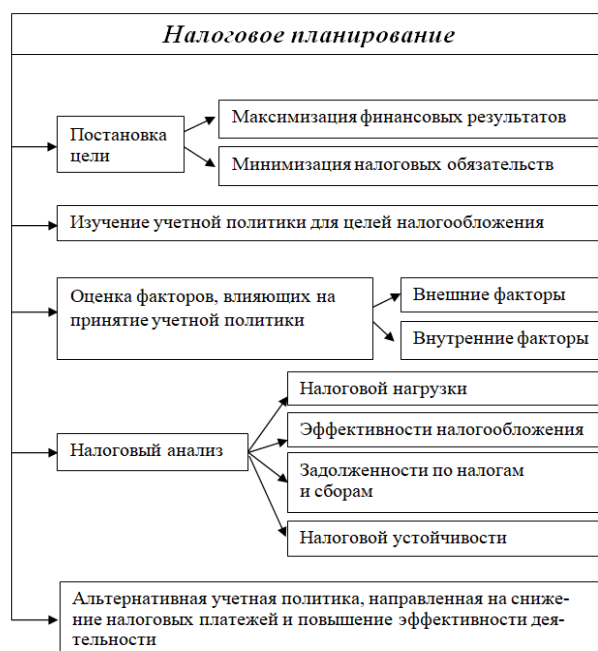 Налоговое планирование
Постановка
цели
Максимизация финансовых результатов
Минимизация налоговых обязательств
Изучение учетной политики для целей налогообложения
Оценка факторов, влияющих на
принятие учетной политики
Внешние факторы
Внутренние факторы
Налоговый анализ
Налоговой нагрузки
Эффективности налогообложения
Задолженности по налогам
и сборам
Налоговой устойчивости
Альтернативная учетная политика, направленная на сниже-
ние налоговых платежей и повышение эффективности дея-
тельности